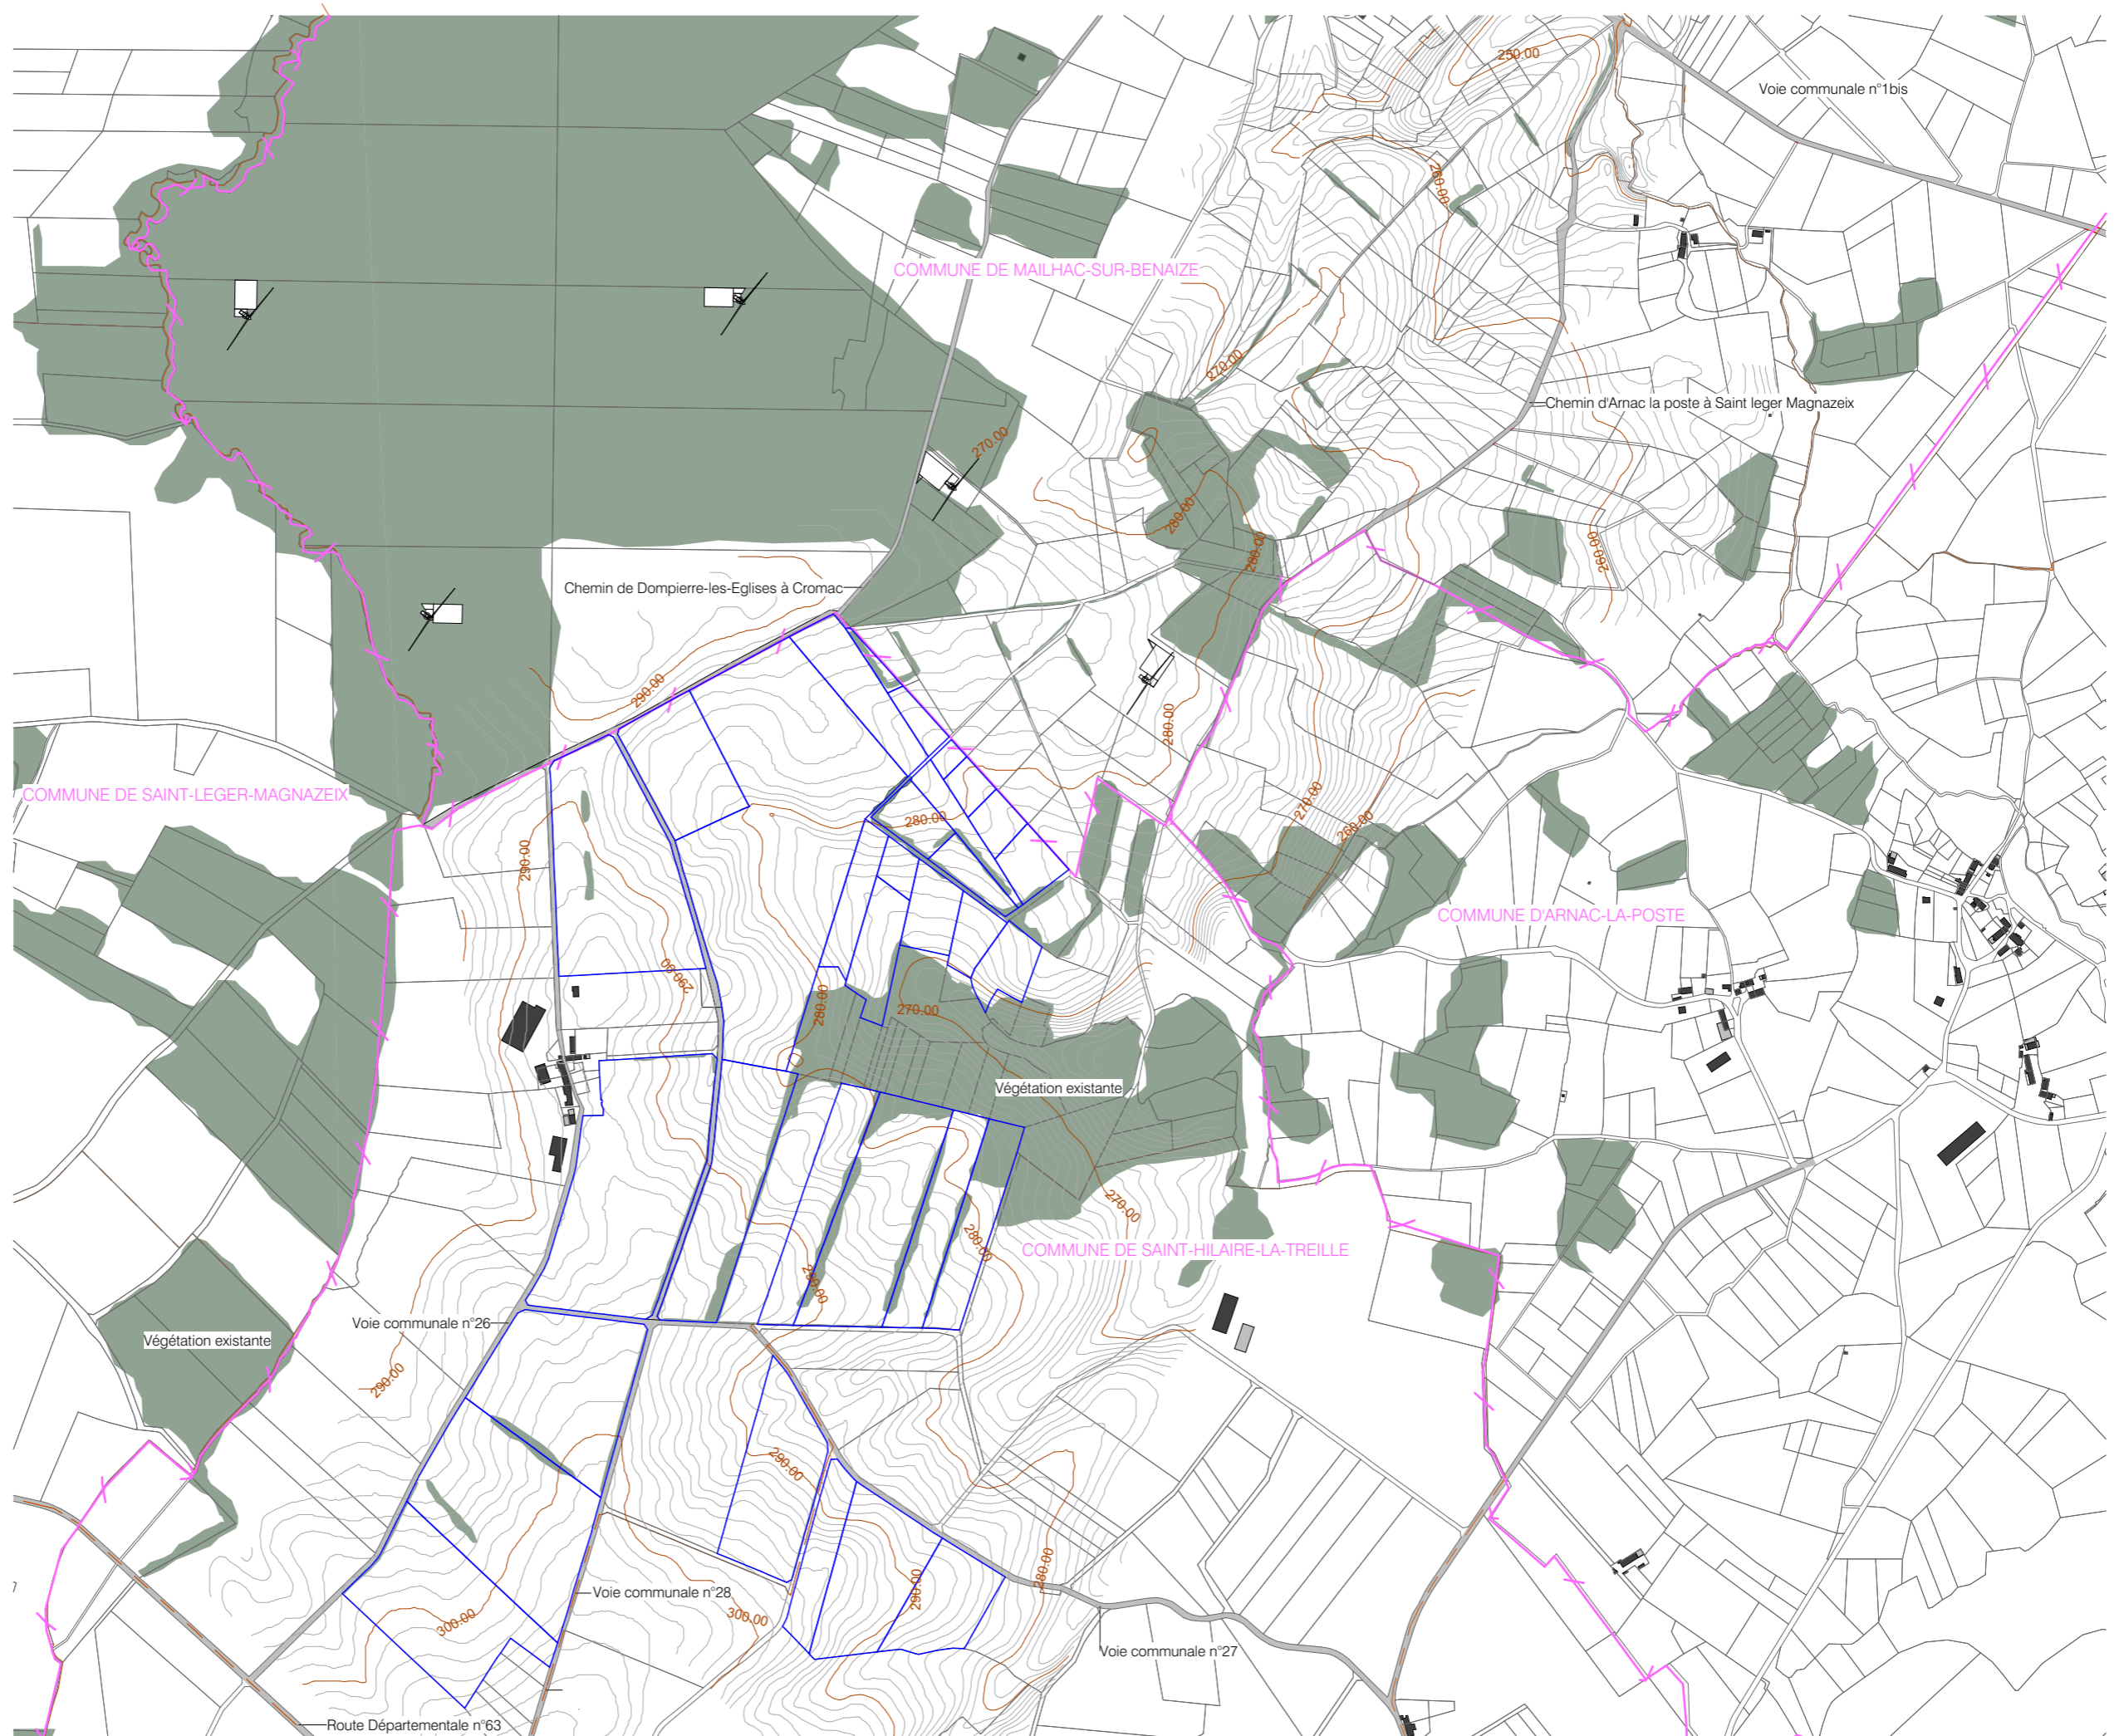 250.00
Voie communale n°1bis
260.00
COMMUNE DE MAILHAC-SUR-BENAIZE
270.00
Chemin d'Arnac la poste à Saint leger Magnazeix
270.00
280.00
280.00
260.00
Chemin de Dompierre-les-Eglises à Cromac
290.00
280.00
COMMUNE DE SAINT-LEGER-MAGNAZEIX
270.00
280.00
260.00
290.00
COMMUNE D'ARNAC-LA-POSTE
290.00
280.00
270.00
Végétation existante
270.00
280.00
COMMUNE DE SAINT-HILAIRE-LA-TREILLE
290.00
Voie communale n°26
Végétation existante
290.00
290.00
280.00
290.00
Voie communale n°28
300.00
300.00
Voie communale n°27
Route Départementale n°63